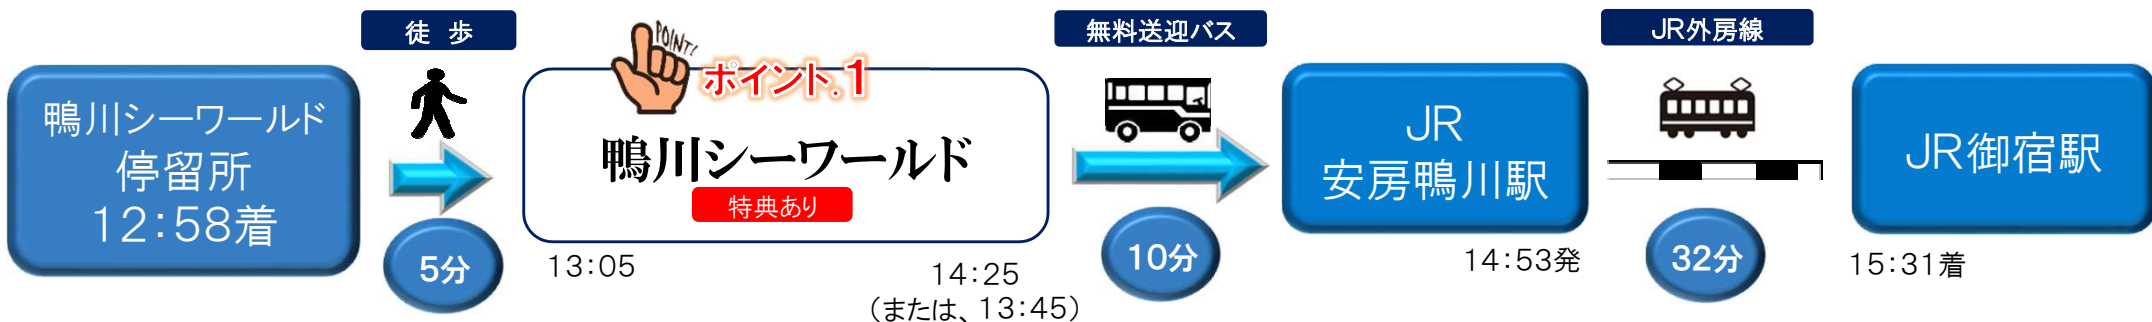 徒 歩
無料送迎バス
JR外房線
POINT!
ポイント.1
鴨川シーワールド
停留所
12:58着
鴨川シーワールド
特典あり
JR
安房鴨川駅
JR御宿駅
5分
13:05
14:25
(または、13:45)
10分
14:53発
32分
15:31着